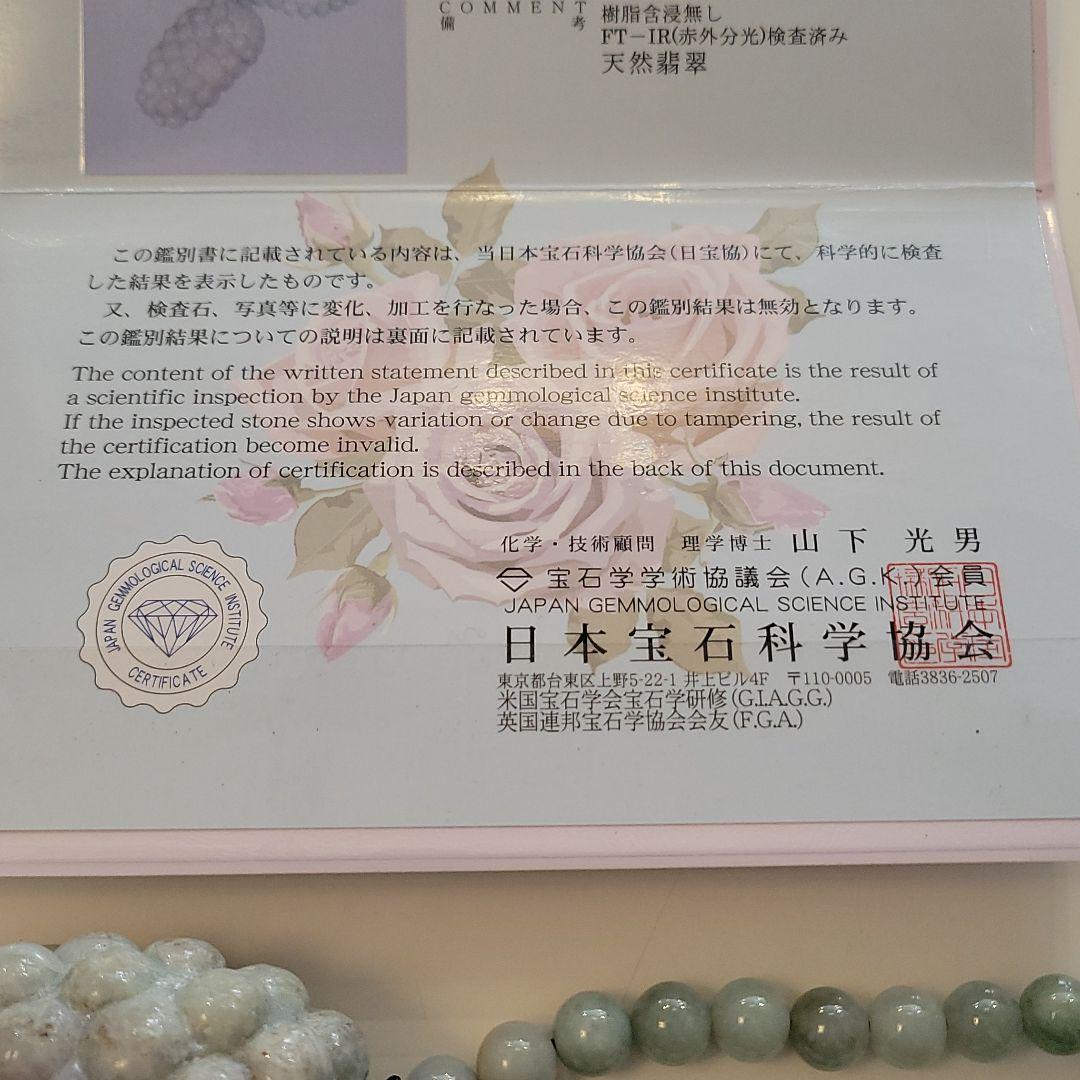 COMMENT
備考
樹脂含浸無し
FT－IR(赤外分光)検査済み
天然翡翠
この鑑別書に記載されている内容は、当日本宝石科学協会(日宝協)にて、科学的に検査
した結果を表示したものです。
又、検査石、写真等に変化、加工を行なった場合、この鑑別結果は無効となります。
この鑑別結果についての説明は裏面に記載されています。
The content of the written statement described in this certificate is the result of
a scientific inspection by the Japan gemmological science institute.
If the inspected stone shows variation or change due to tampering, the result of
the certification become invalid.
The explanation of certification is described in the back of this document.
JAPAN GEMMOLOGICAL SCIENCE INSTITUTE
CERTIFICATE
化学・技術顧問 理学博士 山下 光男
宝石学学術協議会(A.G.K.)会員
JAPAN GEMMOLOGICAL SCIENCE INSTITUTE
日本宝石科学協会
東京都台東区上野5-22-1 井上ビル4F 〒110-0005 電話3836-2507
米国宝石学会宝石学研修(G.I.A.G.G.)
英国連邦宝石学協会会友(F.G.A.)